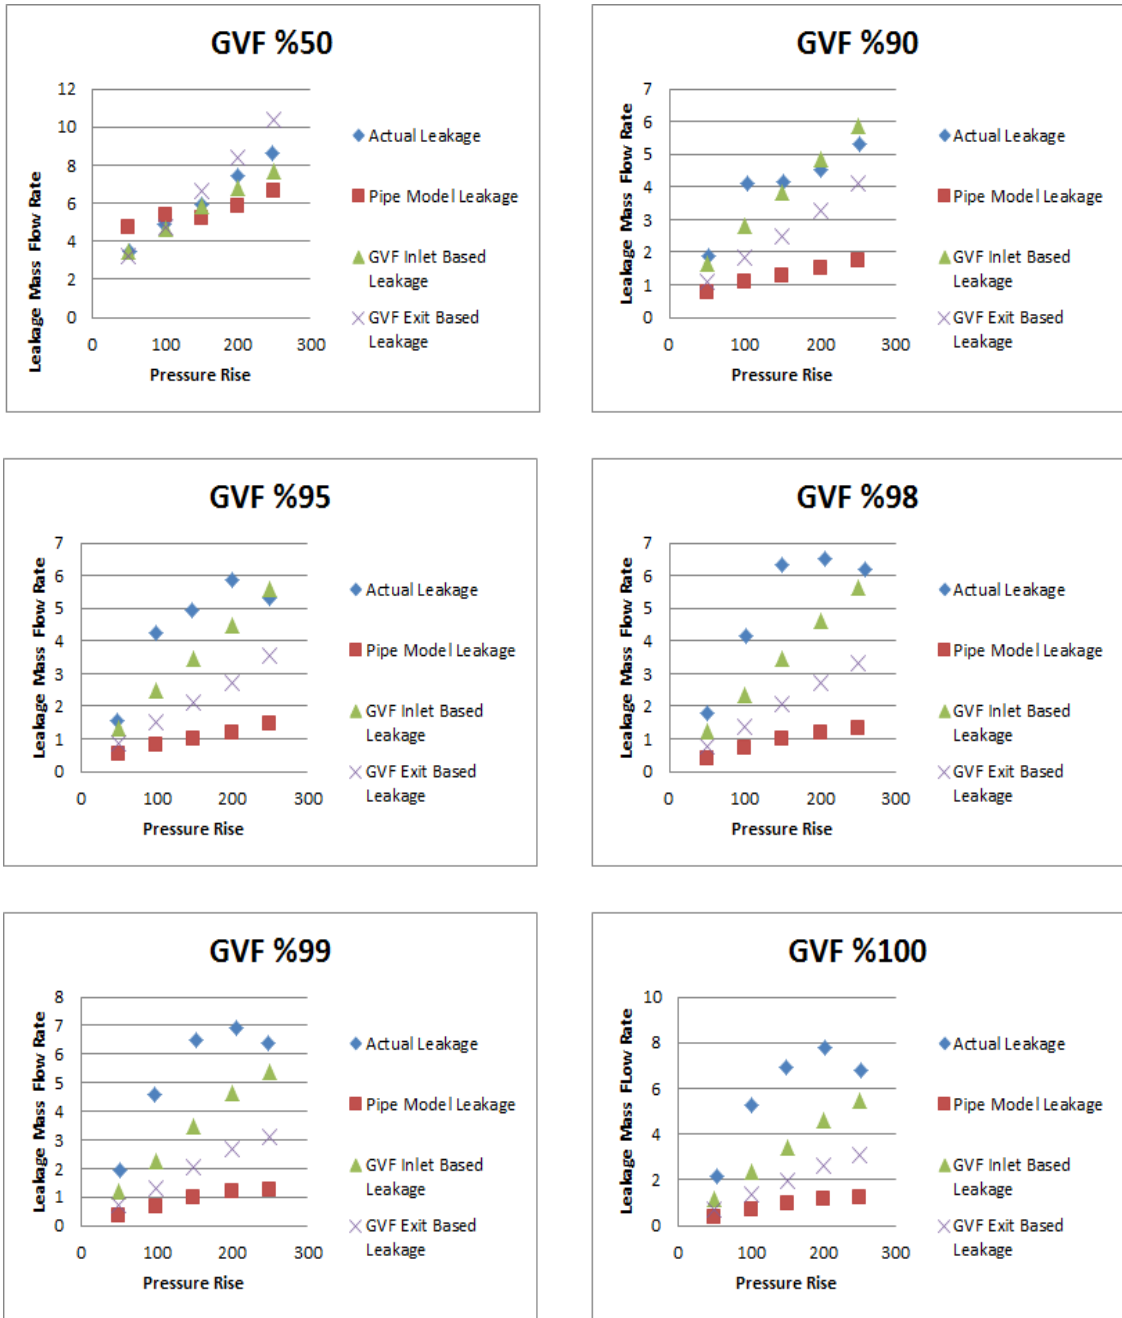 GVF %50
Leakage Mass Flow Rate
12
10
8
6
4
2
0
0 100 200 300
Pressure Rise
Actual Leakage
Pipe Model Leakage
GVF Inlet Based
Leakage
GVF Exit Based
Leakage
GVF %90
Leakage Mass Flow Rate
7
6
5
4
3
2
1
0
0 100 200 300
Pressure Rise
Actual Leakage
Pipe Model Leakage
GVF Inlet Based
Leakage
GVF Exit Based
Leakage
GVF %95
Leakage Mass Flow Rate
7
6
5
4
3
2
1
0
0 100 200 300
Pressure Rise
Actual Leakage
Pipe Model Leakage
GVF Inlet Based
Leakage
GVF Exit Based
Leakage
GVF %98
Leakage Mass Flow Rate
7
6
5
4
3
2
1
0
0 100 200 300
Pressure Rise
Actual Leakage
Pipe Model Leakage
GVF Inlet Based
Leakage
GVF Exit Based
Leakage
GVF %99
Leakage Mass Flow Rate
8
7
6
5
4
3
2
1
0
0 100 200 300
Pressure Rise
Actual Leakage
Pipe Model Leakage
GVF Inlet Based
Leakage
GVF Exit Based
Leakage
GVF %100
Leakage Mass FLow Rate
10
8
6
4
2
0
0 100 200 300
Pressure Rise
Actual Leakage
Pipe Model Leakage
GVF Inlet Based
Leakage
GVF Exit Based
Leakage